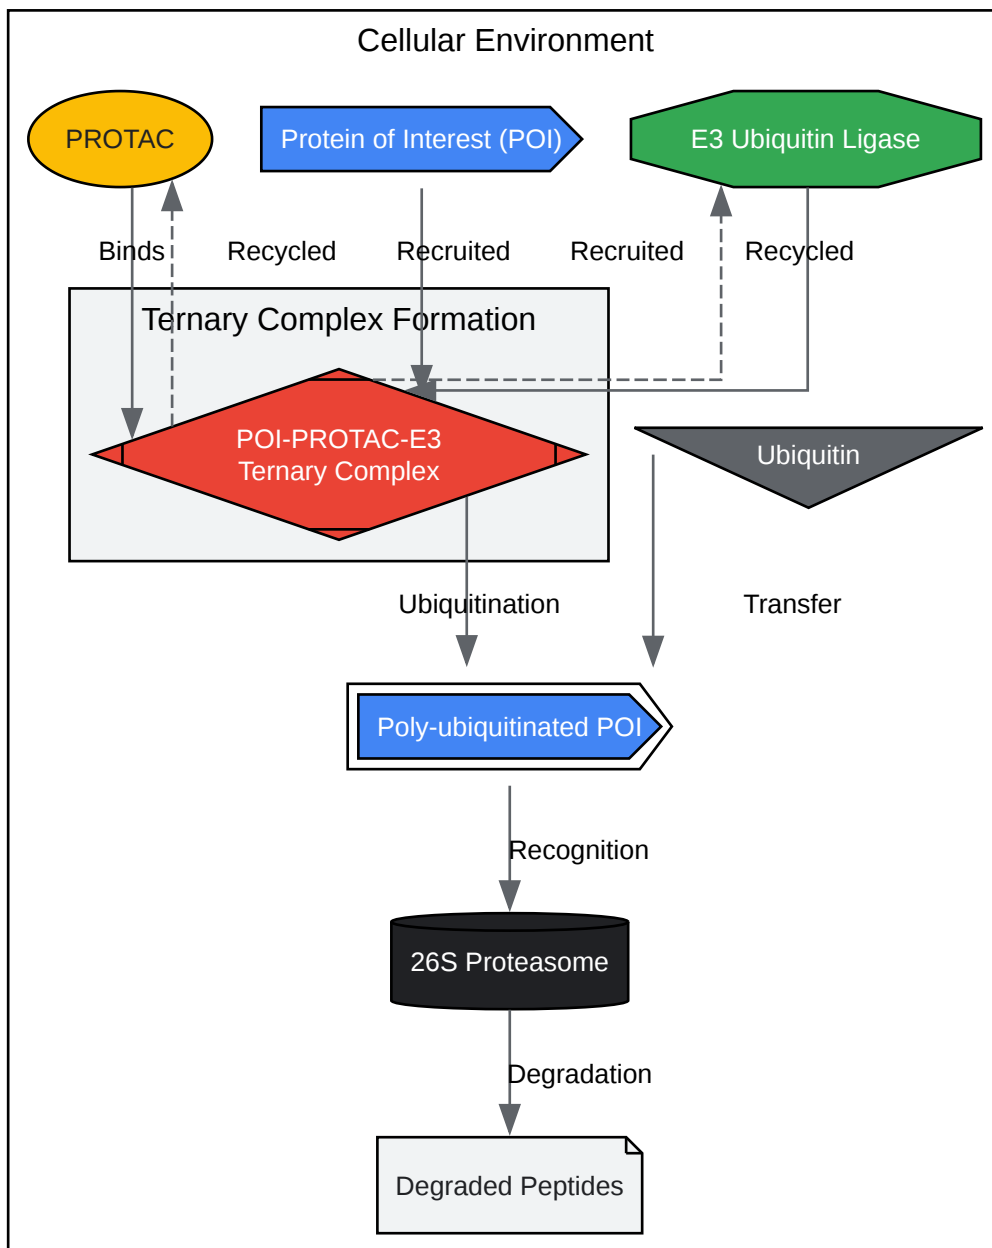 Cellular Environment
PROTAC
Protein of Interest (POI)
E3 Ubiquitin Ligase
Binds
Recycled
Recruited
Recruited
Recycled
Ternary Complex Formation
POI-PROTAC-E3
Ternary Complex
Ubiquitin
Ubiquitination
Transfer
Poly-ubiquitinated POI
Recognition
26S Proteasome
Degradation
Degraded Peptides